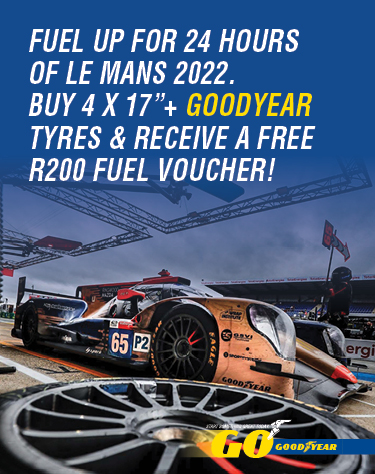 FUEL UP FOR 24 HOURS
OF LE MANS 2022.
BUY 4 X 17”+ GOODYEAR
TYRES & RECEIVE A FREE
R200 FUEL VOUCHER!
65 P2
EAGLE
GOODYEAR
GO GOODYEAR